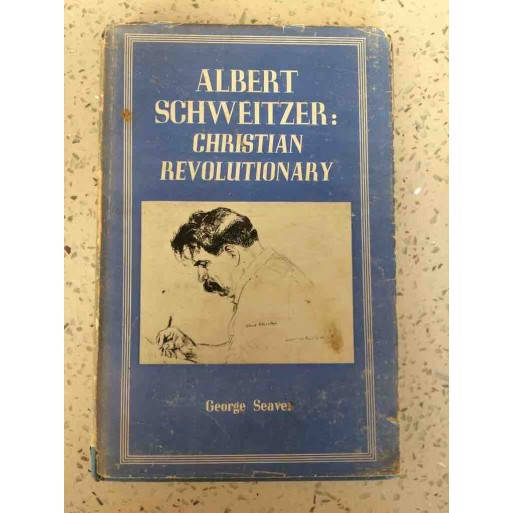 ALBERT
SCHWEITZER:
CHRISTIAN
REVOLUTIONARY
George Seaver